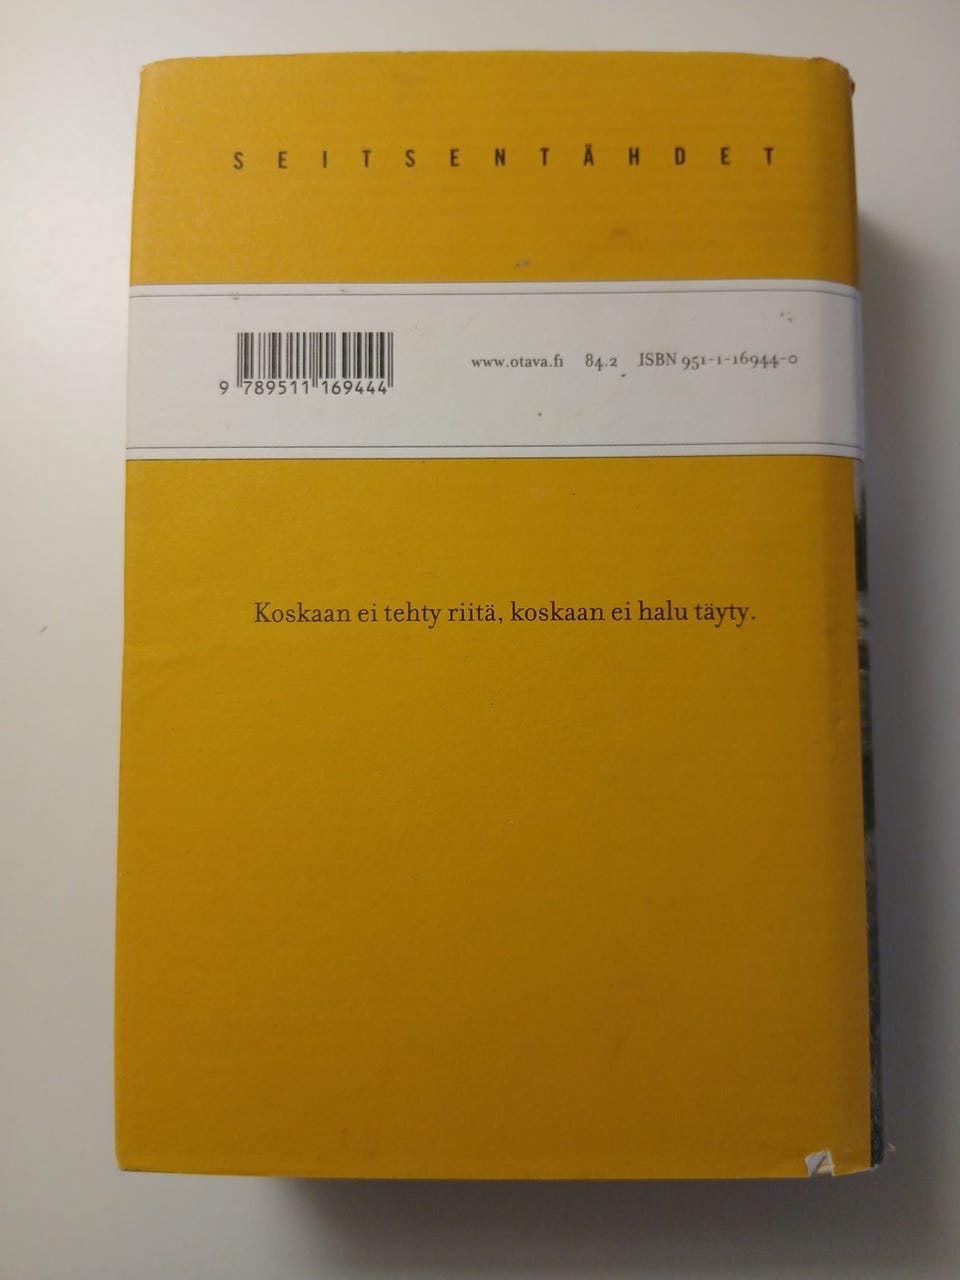 SEITSENTÄHDET
www.otava.fi 84.2 ISBN 951-1-16944-0
9 789511 169444
Koskaan ei tehty riitä, koskaan ei halu täyty.